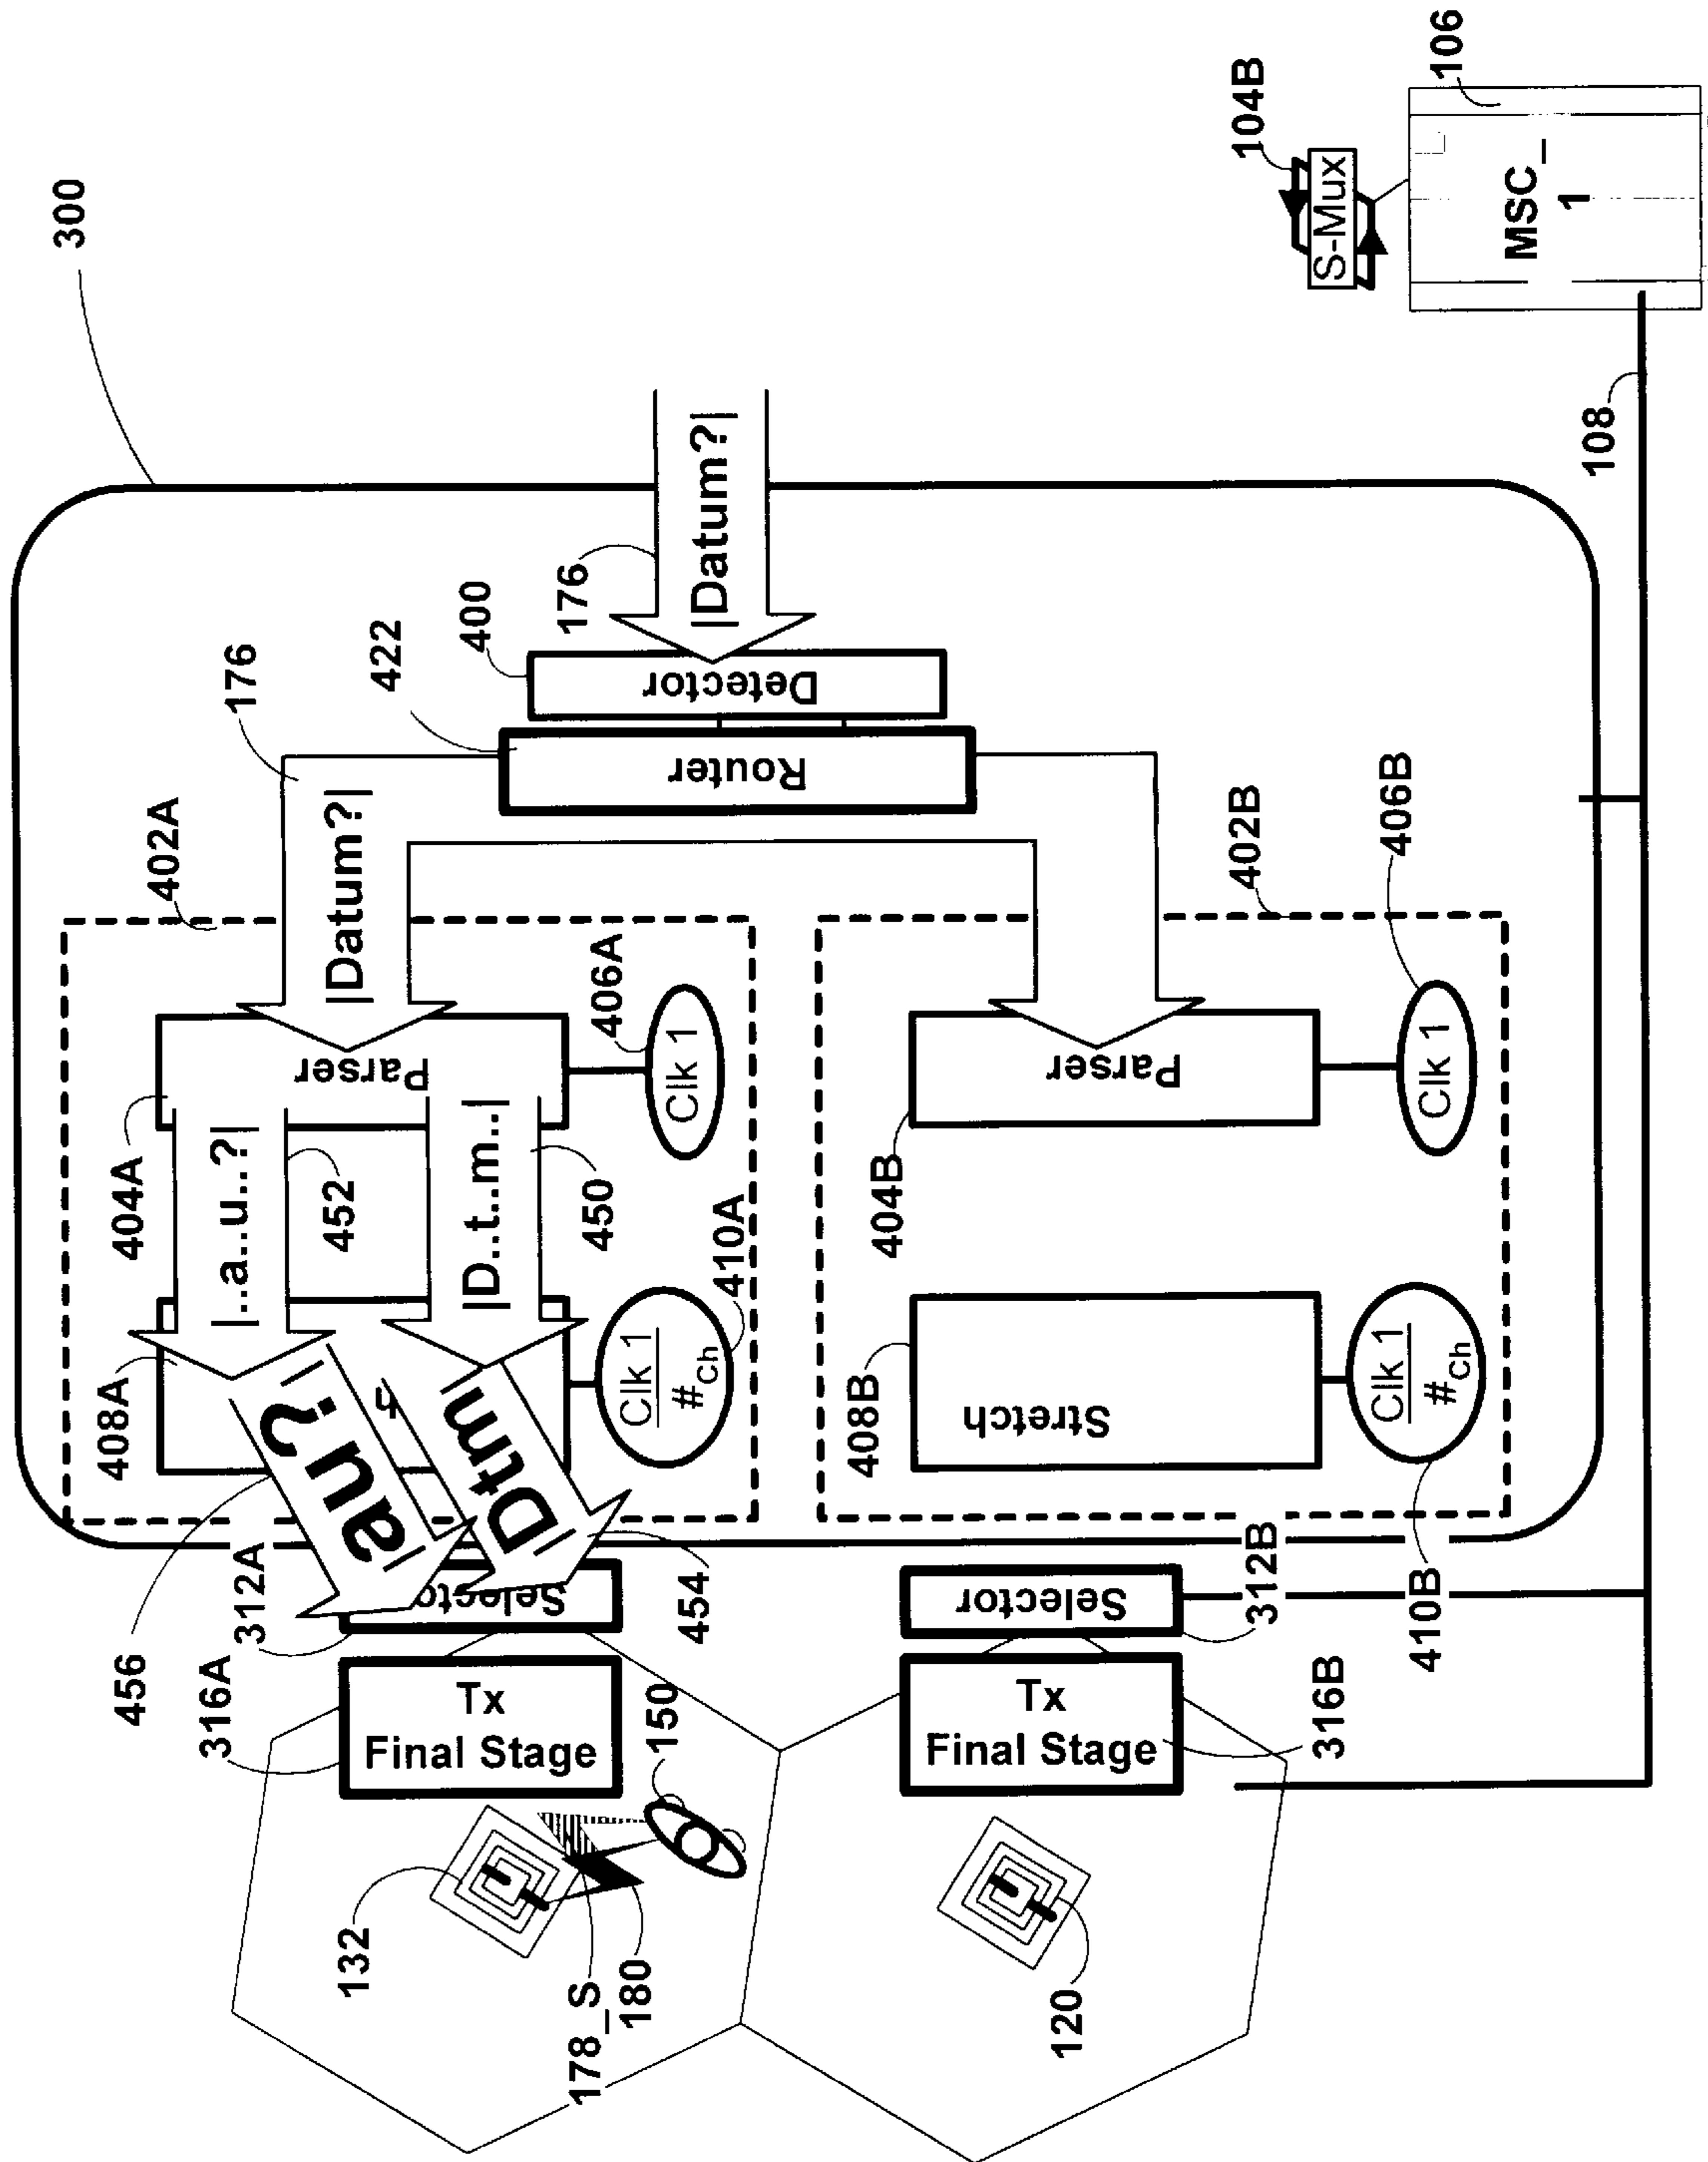 300
104B
S-Mux
106
MSC_
1
108
176
|Datum?|
400
Detector
422
Router
176
|Datum?|
402A
402B
404A
Parser
406A
Clk 1
404B
Parser
406B
Clk 1
|..a..u..?|
452
|D..t..m..|
450
408A
h
410A
Clk 1
#Ch
408B
Stretch
410B
Clk 1
#Ch
|au?|
456
|Dtm|
454
312A
Selector
312B
Selector
316A
Tx
Final Stage
316B
Tx
Final Stage
150
132
178_S
180
120